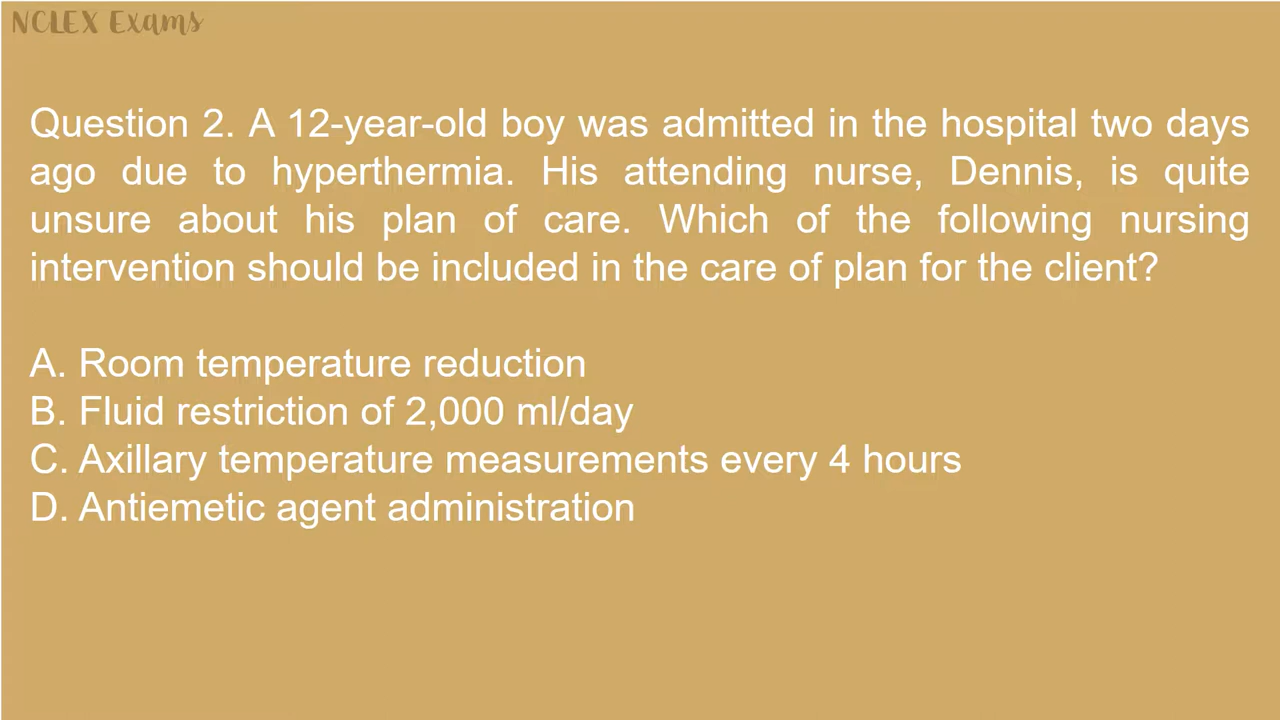 NCLEX Exams
Question 2. A 12-year-old boy was admitted in the hospital two days
ago due to hyperthermia. His attending nurse, Dennis, is quite
unsure about his plan of care. Which of the following nursing
intervention should be included in the care of plan for the client?
A. Room temperature reduction
B. Fluid restriction of 2,000 ml/day
C. Axillary temperature measurements every 4 hours
D. Antiemetic agent administration